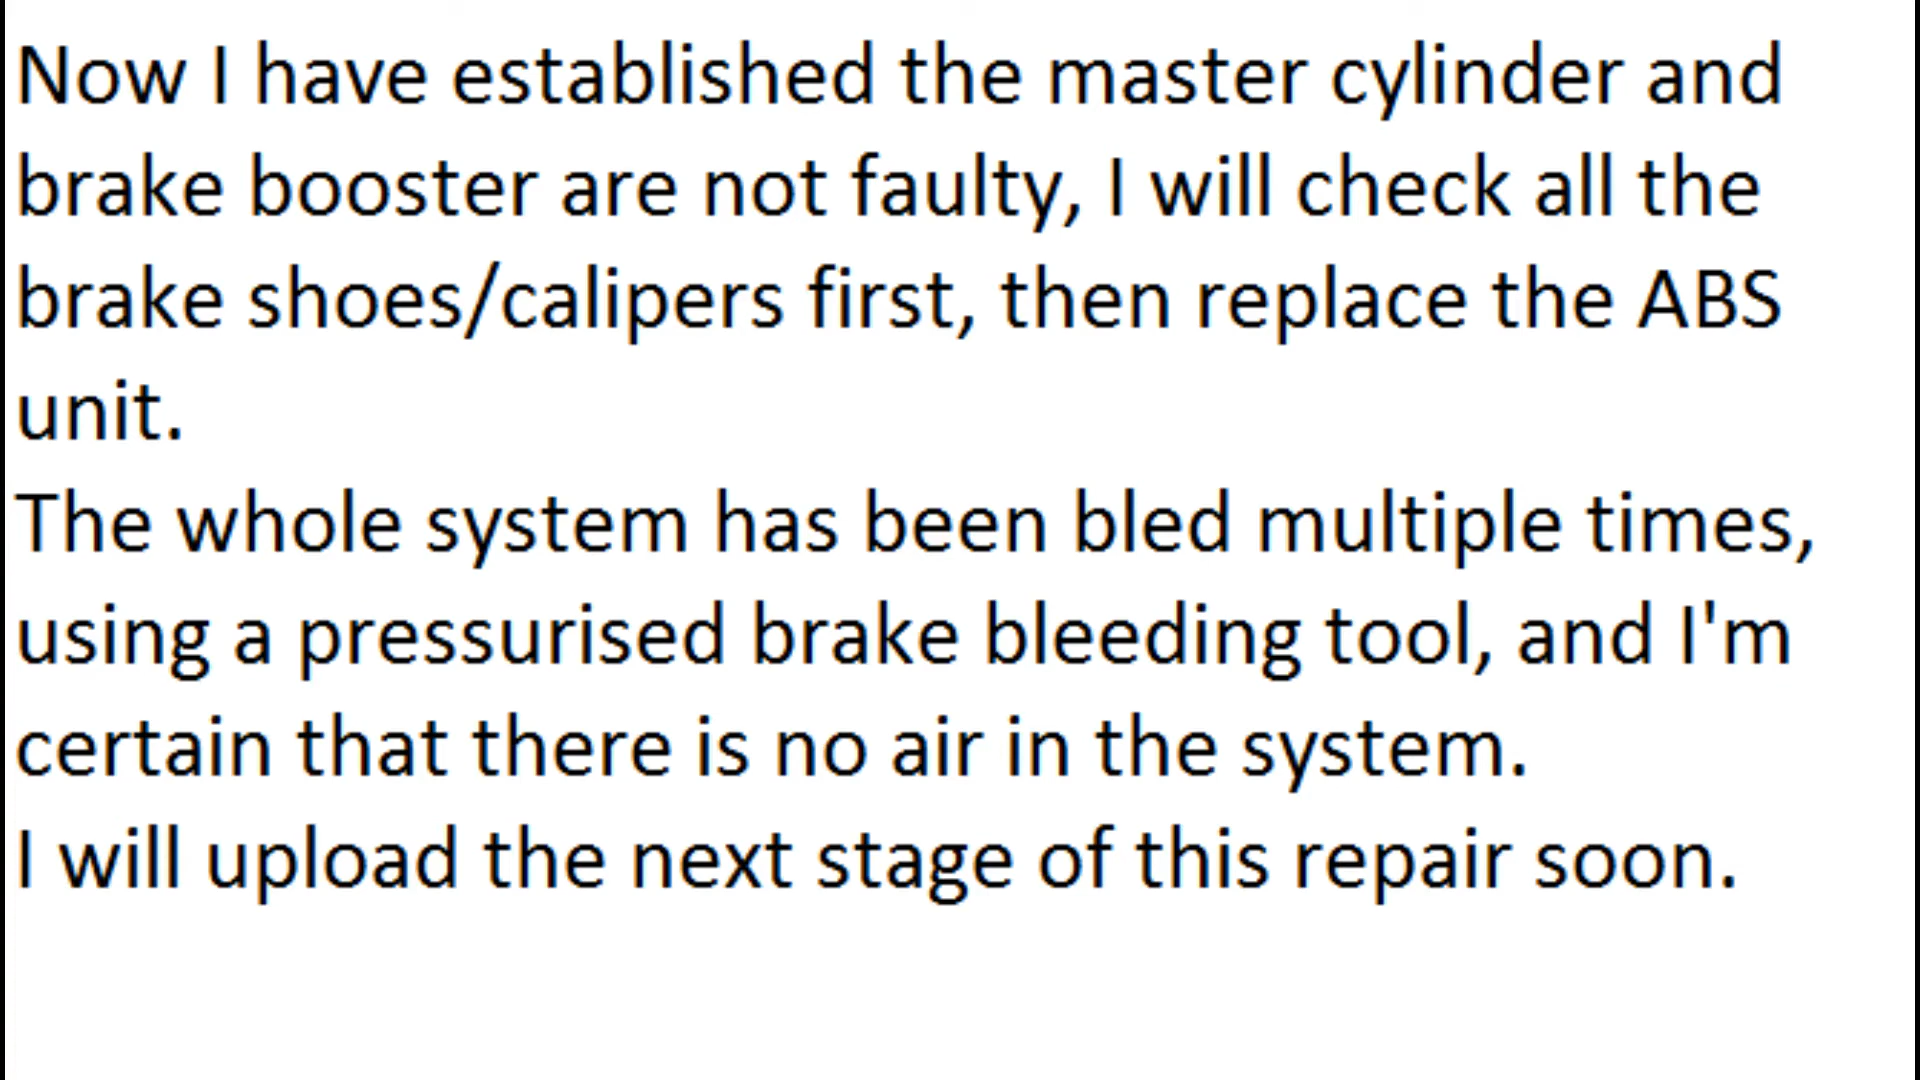 Now I have established the master cylinder and
brake booster are not faulty, I will check all the
brake shoes/calipers first, then replace the ABS
unit.
The whole system has been bled multiple times,
using a pressurised brake bleeding tool, and I'm
certain that there is no air in the system.
I will upload the next stage of this repair soon.